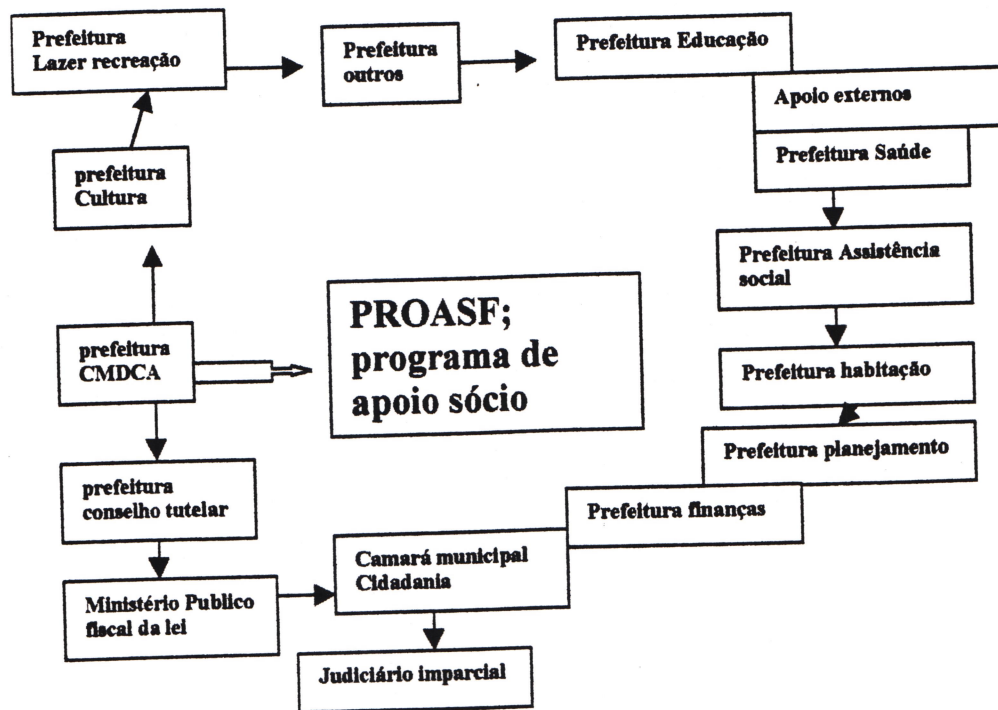 Prefeitura
Lazer recreação
Prefeitura
outros
Prefeitura Educação
Apoio externos
Prefeitura Saúde
prefeitura
Cultura
Prefeitura Assistência
social
PROASF;
programa de
apoio sócio
prefeitura
CMDCA
Prefeitura habitação
Prefeitura planejamento
prefeitura
conselho tutelar
Prefeitura finanças
Camará municipal
Cidadania
Ministério Publico
fiscal da lei
Judiciário imparcial